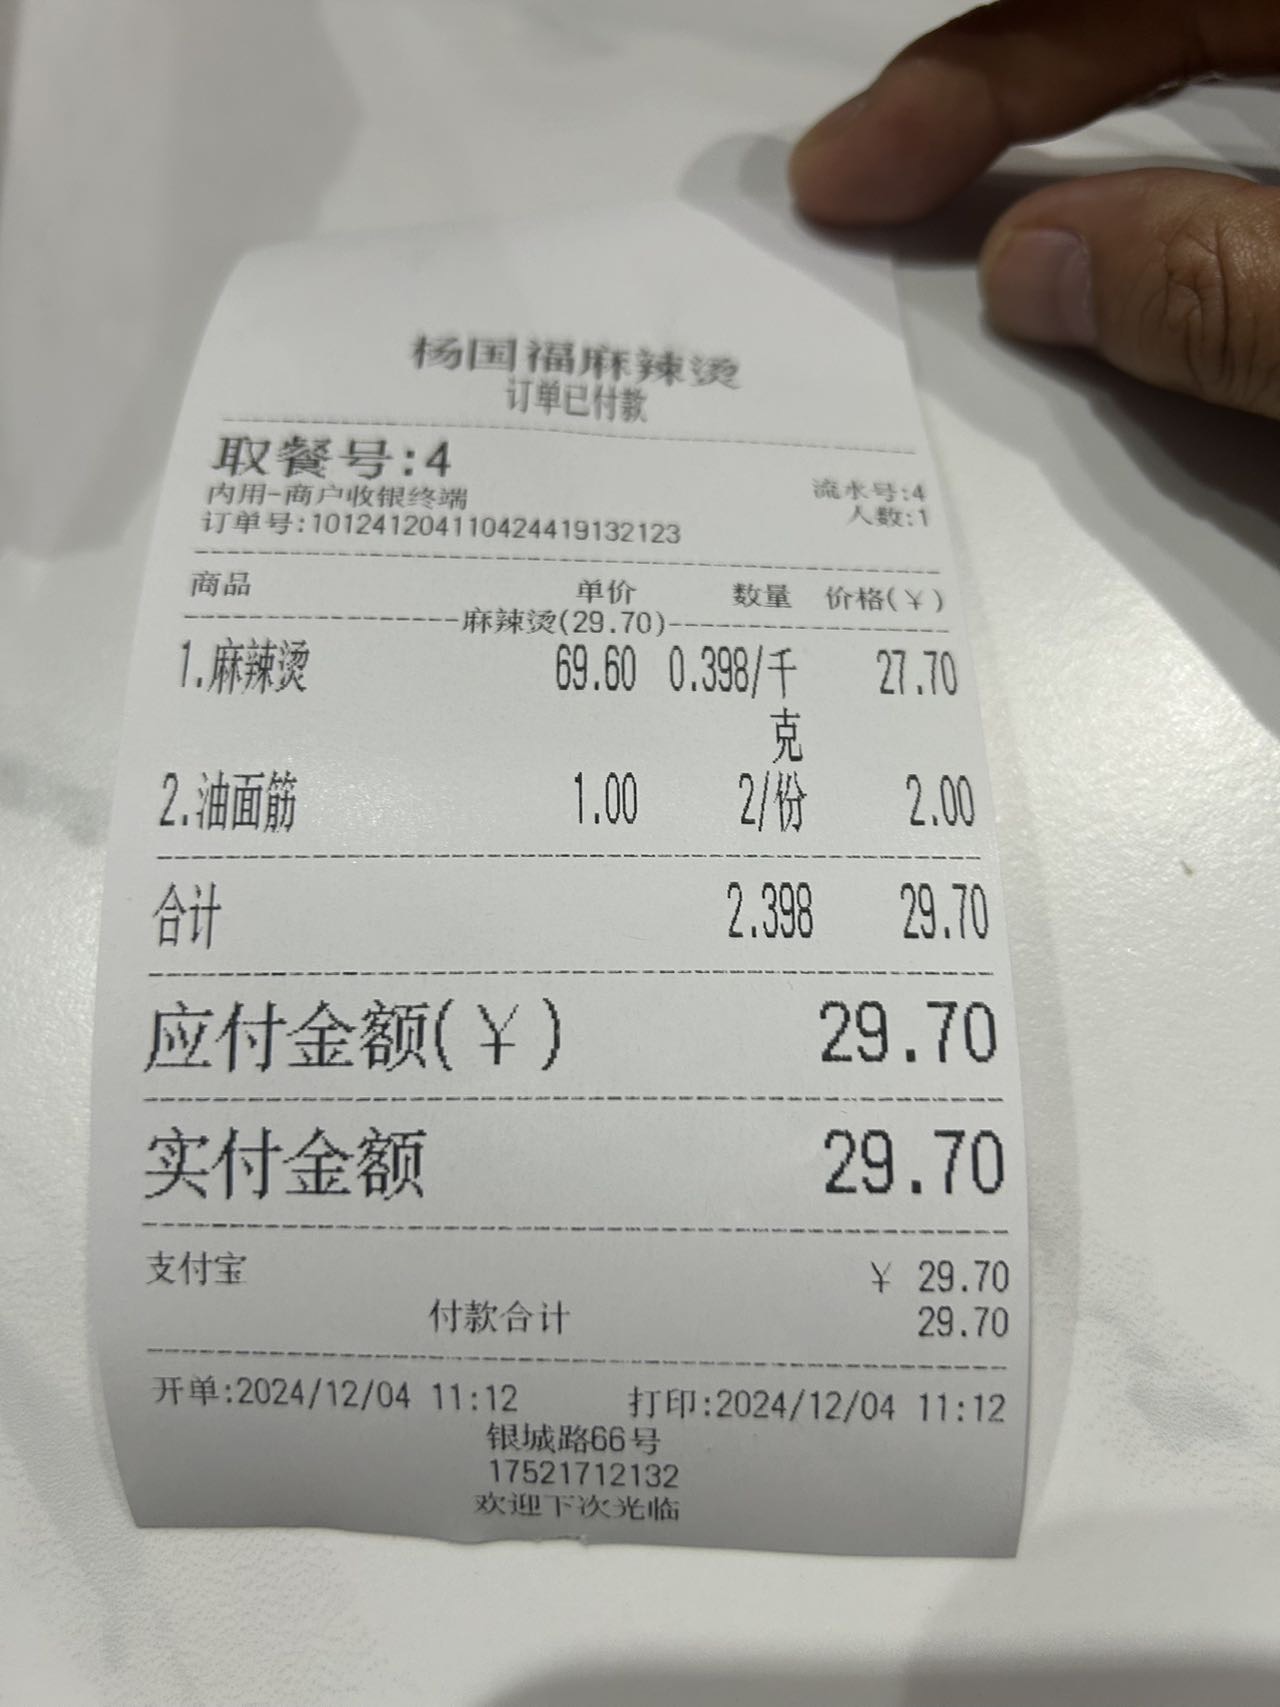 杨国福麻辣烫
订单已付款
取餐号:4
内用-商户收银终端 流水号:4
订单号:101241204110424419132123 人数:1
商品 单价 数量 价格(¥)
麻辣烫(29.70)
1.麻辣烫 69.60 0.398/千克 27.70
2.油面筋 1.00 2/份 2.00
合计 2.398 29.70
应付金额(¥) 29.70
实付金额 29.70
支付宝 ¥ 29.70
付款合计 29.70
开单:2024/12/04 11:12 打印:2024/12/04 11:12
银城路66号
17521712132
欢迎下次光临